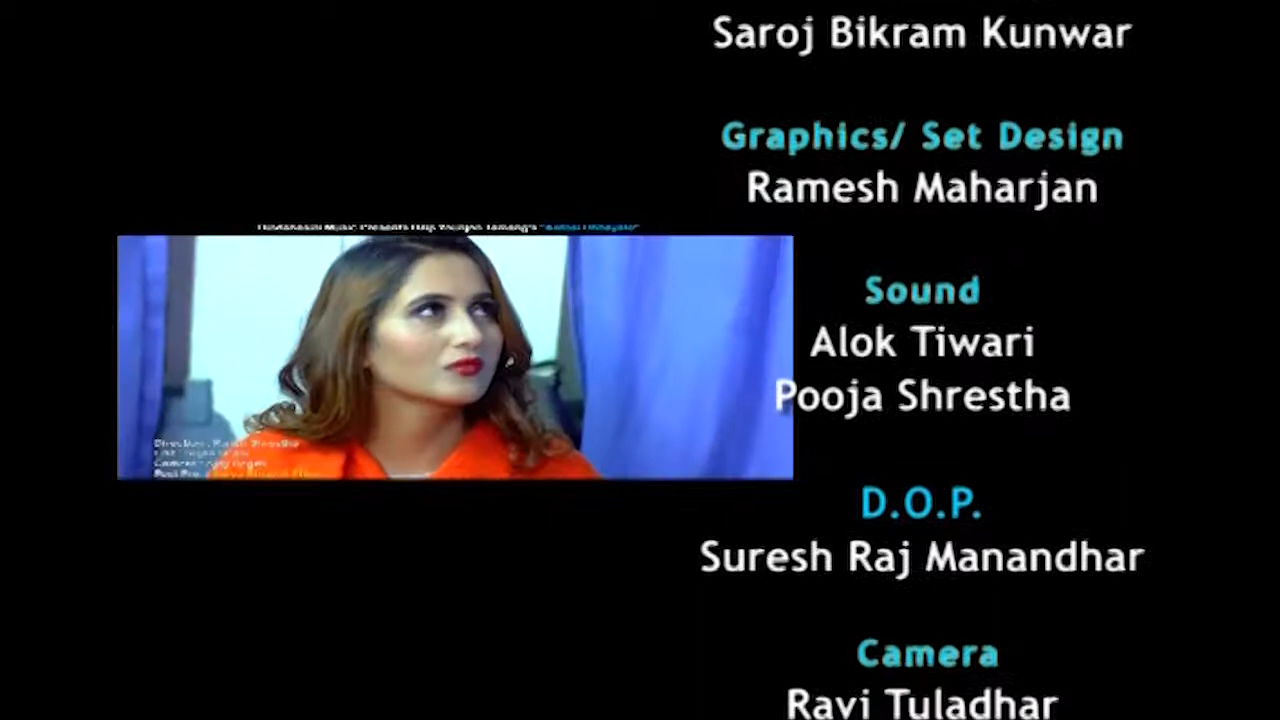 Saroj Bikram Kunwar
Graphics/ Set Design
Ramesh Maharjan
Sound
Alok Tiwari
Pooja Shrestha
D.O.P.
Suresh Raj Manandhar
Camera
Ravi Tuladhar